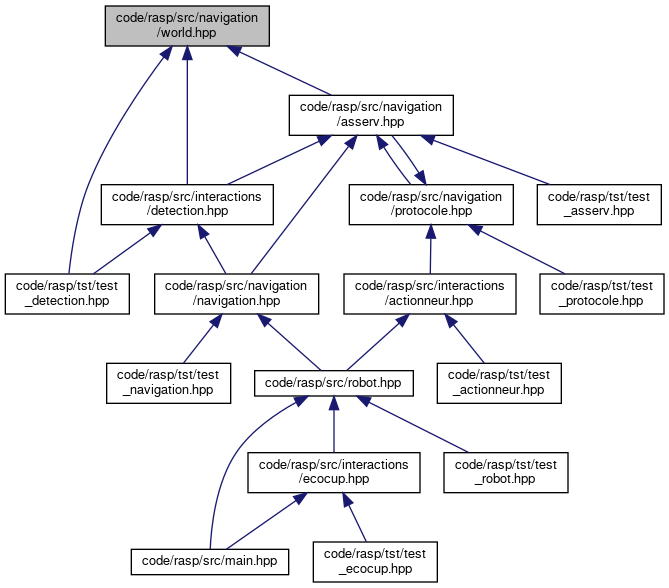 code/rasp/src/navigation
/world.hpp
code/rasp/src/navigation
/asserv.hpp
code/rasp/src/interactions
/detection.hpp
code/rasp/src/navigation
/protocole.hpp
code/rasp/tst/test
_asserv.hpp
code/rasp/tst/test
_detection.hpp
code/rasp/src/navigation
/navigation.hpp
code/rasp/src/interactions
/actionneur.hpp
code/rasp/tst/test
_protocole.hpp
code/rasp/tst/test
_navigation.hpp
code/rasp/src/robot.hpp
code/rasp/tst/test
_actionneur.hpp
code/rasp/src/interactions
/ecocup.hpp
code/rasp/tst/test
_robot.hpp
code/rasp/src/main.hpp
code/rasp/tst/test
_ecocup.hpp